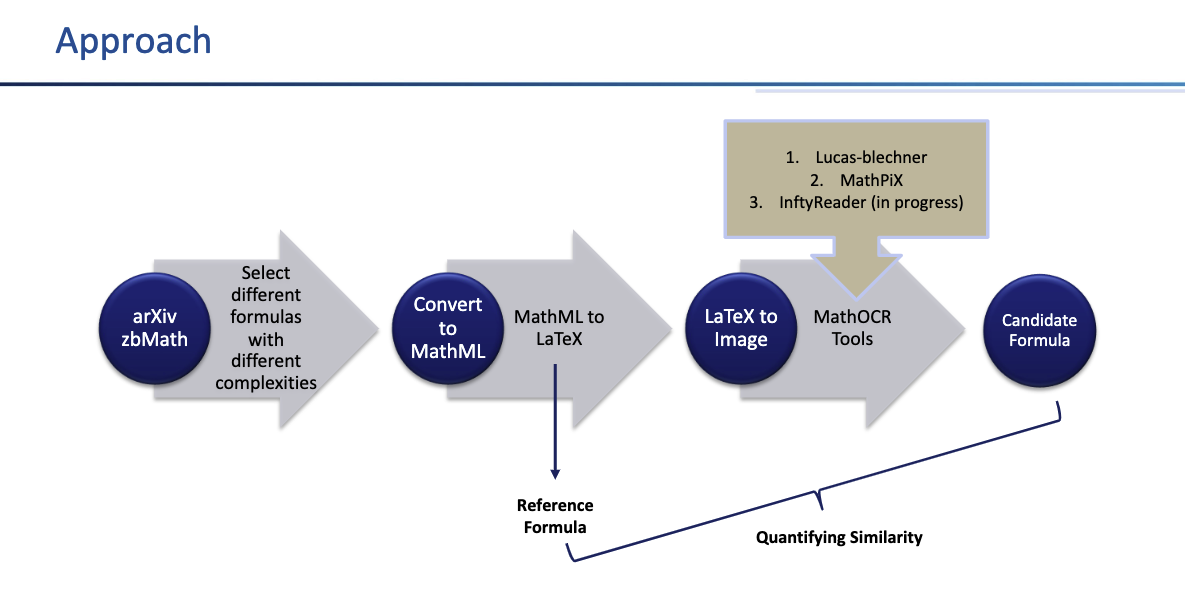 Approach
1. Lucas-blechner
2. MathPiX
3. InftyReader (in progress)
arXiv
zbMath
Select
different
formulas
with
different
complexities
Convert
to
MathML
MathML to
LaTeX
LaTeX to
Image
MathOCR
Tools
Candidate
Formula
Reference
Formula
Quantifying Similarity